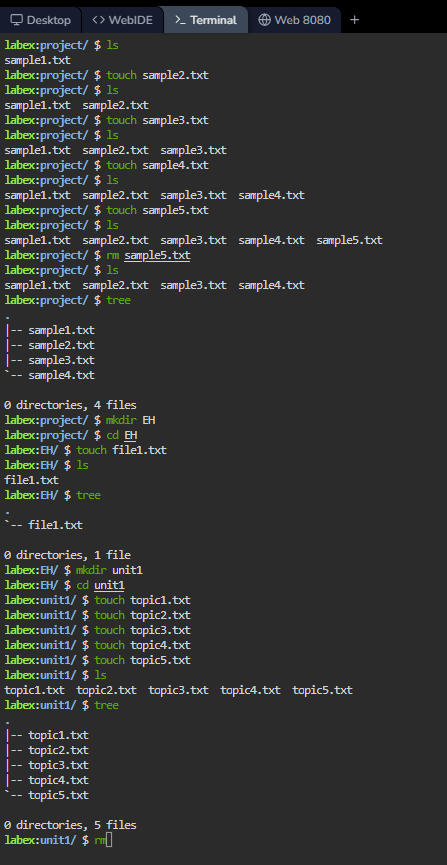 Desktop WebIDE Terminal Web 8080 +
labex:project/ $ ls
sample1.txt
labex:project/ $ touch sample2.txt
labex:project/ $ ls
sample1.txt  sample2.txt
labex:project/ $ touch sample3.txt
labex:project/ $ ls
sample1.txt  sample2.txt  sample3.txt
labex:project/ $ touch sample4.txt
labex:project/ $ ls
sample1.txt  sample2.txt  sample3.txt  sample4.txt
labex:project/ $ touch sample5.txt
labex:project/ $ ls
sample1.txt  sample2.txt  sample3.txt  sample4.txt  sample5.txt
labex:project/ $ rm sample5.txt
labex:project/ $ ls
sample1.txt  sample2.txt  sample3.txt  sample4.txt
labex:project/ $ tree
.
|-- sample1.txt
|-- sample2.txt
|-- sample3.txt
`-- sample4.txt
0 directories, 4 files
labex:project/ $ mkdir EH
labex:project/ $ cd EH
labex:EH/ $ touch file1.txt
labex:EH/ $ ls
file1.txt
labex:EH/ $ tree
.
`-- file1.txt
0 directories, 1 file
labex:EH/ $ mkdir unit1
labex:EH/ $ cd unit1
labex:unit1/ $ touch topic1.txt
labex:unit1/ $ touch topic2.txt
labex:unit1/ $ touch topic3.txt
labex:unit1/ $ touch topic4.txt
labex:unit1/ $ touch topic5.txt
labex:unit1/ $ ls
topic1.txt  topic2.txt  topic3.txt  topic4.txt  topic5.txt
labex:unit1/ $ tree
.
|-- topic1.txt
|-- topic2.txt
|-- topic3.txt
|-- topic4.txt
`-- topic5.txt
0 directories, 5 files
labex:unit1/ $ rm